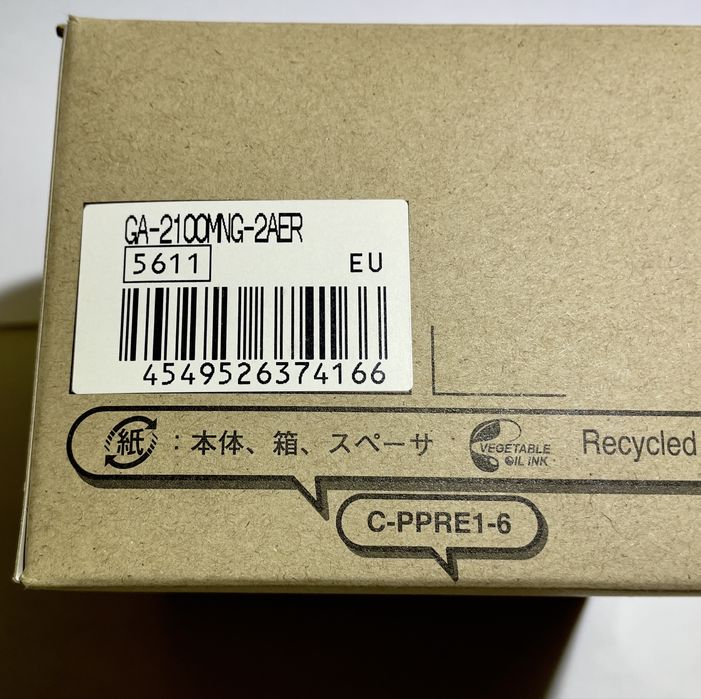 GA-2100MNG-2AER
5611 EU
4549526374166
紙 : 本体、箱、スペーサ VEGETABLE OIL INK Recycled
C-PPRE1-6